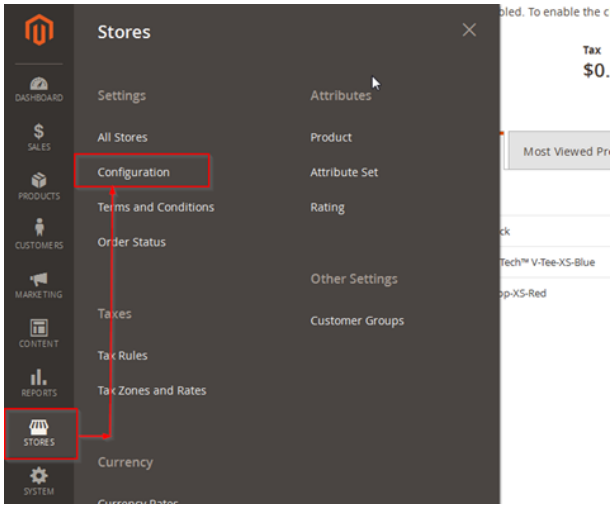 DASHBOARD
SALES
PRODUCTS
CUSTOMERS
MARKETING
CONTENT
REPORTS
STORES
SYSTEM
Stores
Settings
All Stores
Configuration
Terms and Conditions
Order Status
Taxes
Tax Rules
Tax Zones and Rates
Currency
Currency Rates
Attributes
Product
Attribute Set
Rating
Other Settings
Customer Groups
bled. To enable the c
Tax
$0.
Most Viewed Pro
ck
Tech™ V-Tee-XS-Blue
op-XS-Red